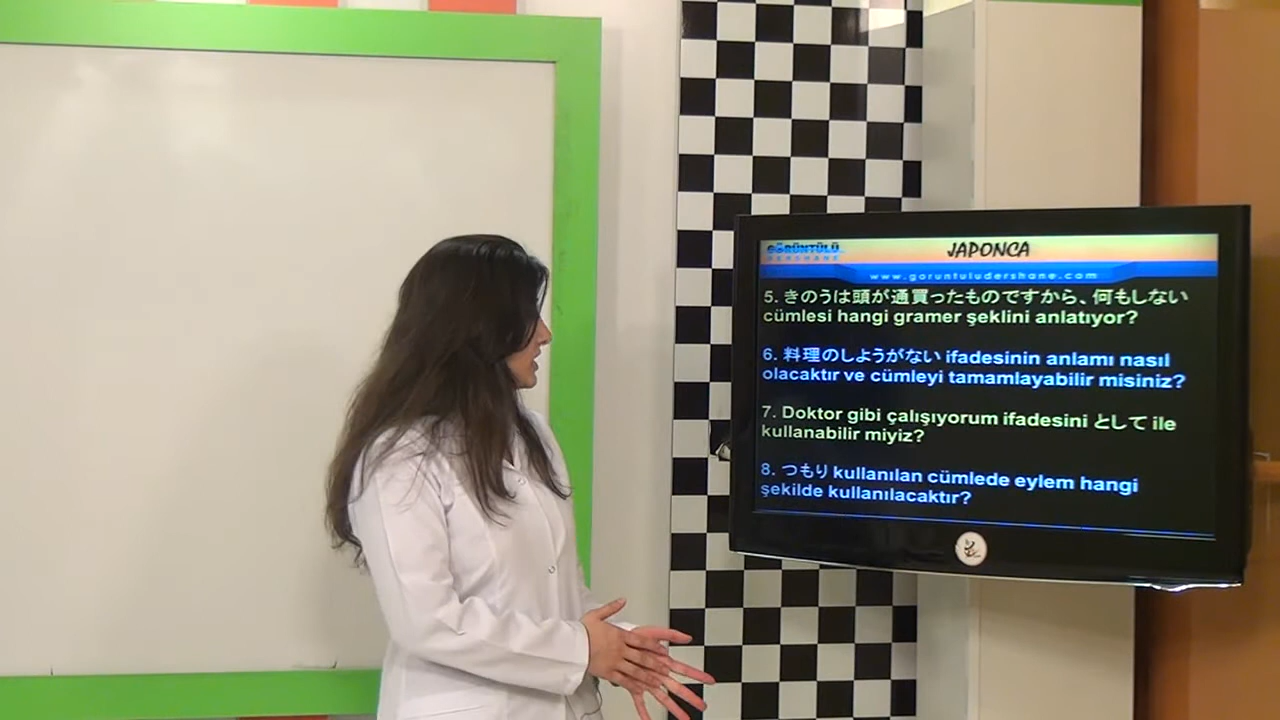 GÖRÜNTÜLÜ
DERSHANE
JAPONCA
www.goruntuludershane.com
5. きのうは頭が通買ったものですから、何もしない
cümlesi hangi gramer şeklini anlatıyor?
6. 料理のしようがない ifadesinin anlamı nasıl
olacaktır ve cümleyi tamamlayabilir misiniz?
7. Doktor gibi çalışıyorum ifadesini として ile
kullanabilir miyiz?
8. つもり kullanılan cümlede eylem hangi
şekilde kullanılacaktır?